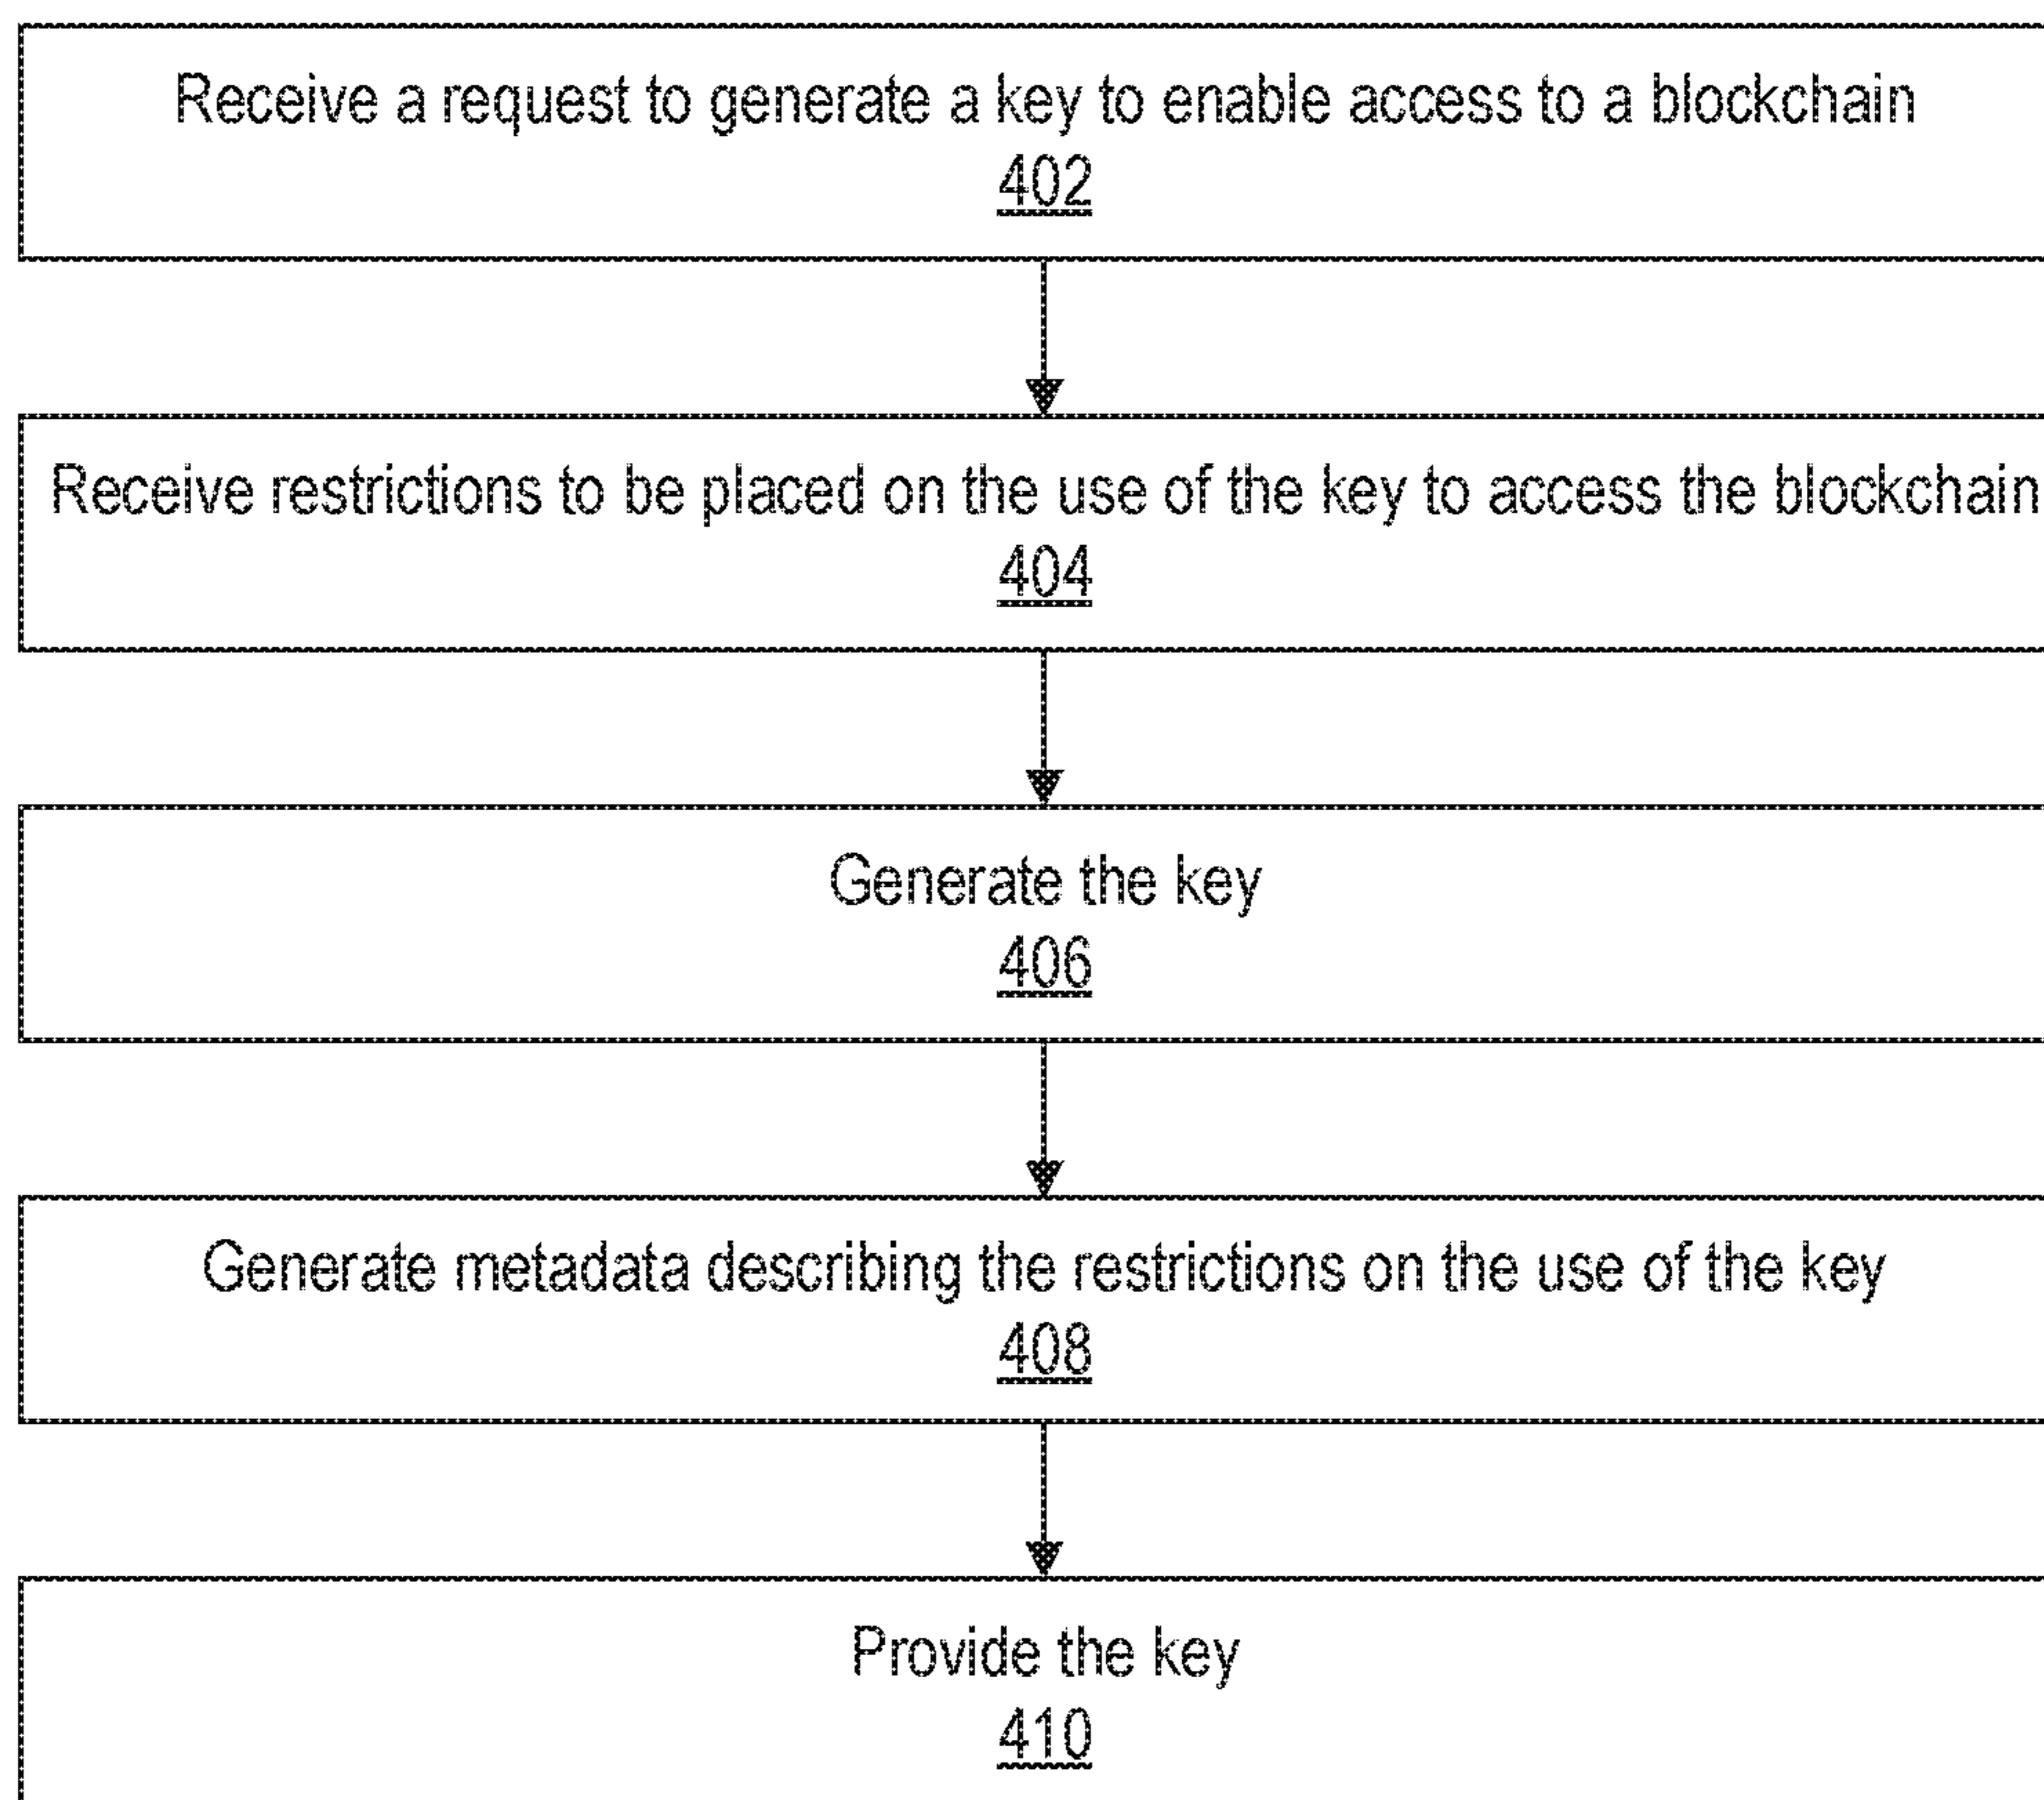 Receive a request to generate a key to enable access to a blockchain
402
Receive restrictions to be placed on the use of the key to access the blockchain
404
Generate the key
406
Generate metadata describing the restrictions on the use of the key
408
Provide the key
410